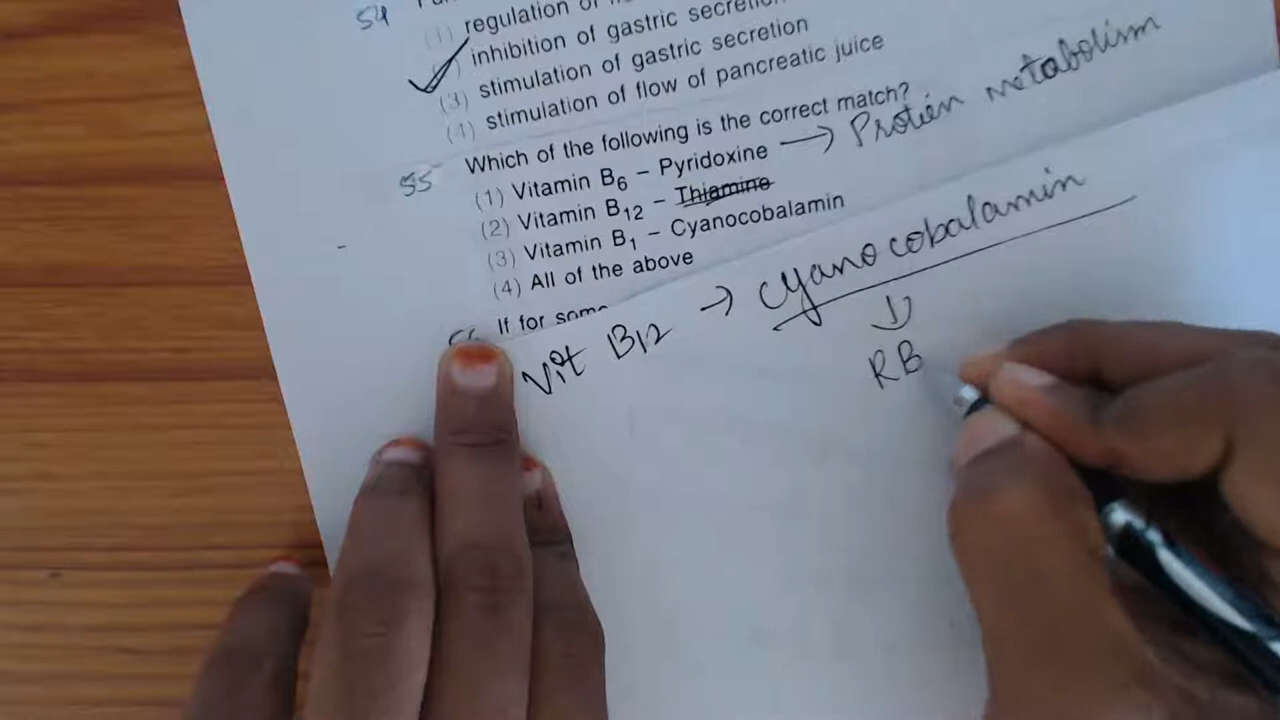 54
(1) regulation of
inhibition of gastric secretion
(3) stimulation of gastric secretion
(4) stimulation of flow of pancreatic juice
55 Which of the following is the correct match?
(1) Vitamin B6 – Pyridoxine → Protien metabolism
(2) Vitamin B12 – Thiamine
(3) Vitamin B1 – Cyanocobalamin
(4) All of the above
If for some
Vit B12 → Cyanocobalamin
RB